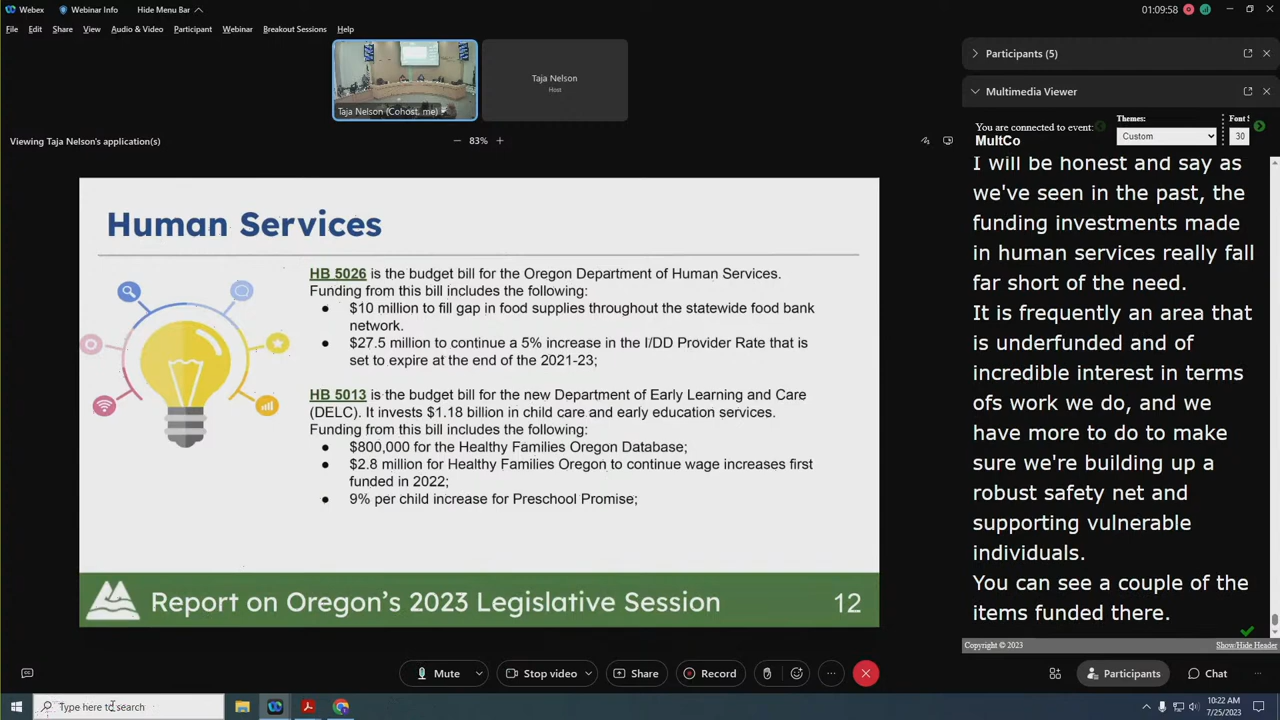 Webex
Webinar Info
Hide Menu Bar
01:09:58
File Edit Share View Audio & Video Participant Webinar Breakout Sessions Help
Taja Nelson (Cohost, me)
Taja Nelson
Host
Viewing Taja Nelson's application(s)
83%
Human Services
HB 5026 is the budget bill for the Oregon Department of Human Services.
Funding from this bill includes the following:
● $10 million to fill gap in food supplies throughout the statewide food bank
network.
● $27.5 million to continue a 5% increase in the I/DD Provider Rate that is
set to expire at the end of the 2021-23;
HB 5013 is the budget bill for the new Department of Early Learning and Care
(DELC). It invests $1.18 billion in child care and early education services.
Funding from this bill includes the following:
● $800,000 for the Healthy Families Oregon Database;
● $2.8 million for Healthy Families Oregon to continue wage increases first
funded in 2022;
● 9% per child increase for Preschool Promise;
Report on Oregon's 2023 Legislative Session 12
Participants (5)
Multimedia Viewer
You are connected to event:
MultCo
Themes:
Custom
Font S
30
I will be honest and say as
we've seen in the past, the
funding investments made
in human services really fall
far short of the need.
It is frequently an area that
is underfunded and of
incredible interest in terms
ofs work we do, and we
have more to do to make
sure we're building up a
robust safety net and
supporting vulnerable
individuals.
You can see a couple of the
items funded there.
Copyright © 2023
Show/Hide Header
Mute
Stop video
Share
Record
Participants
Chat
Type here to search
10:22 AM
7/25/2023